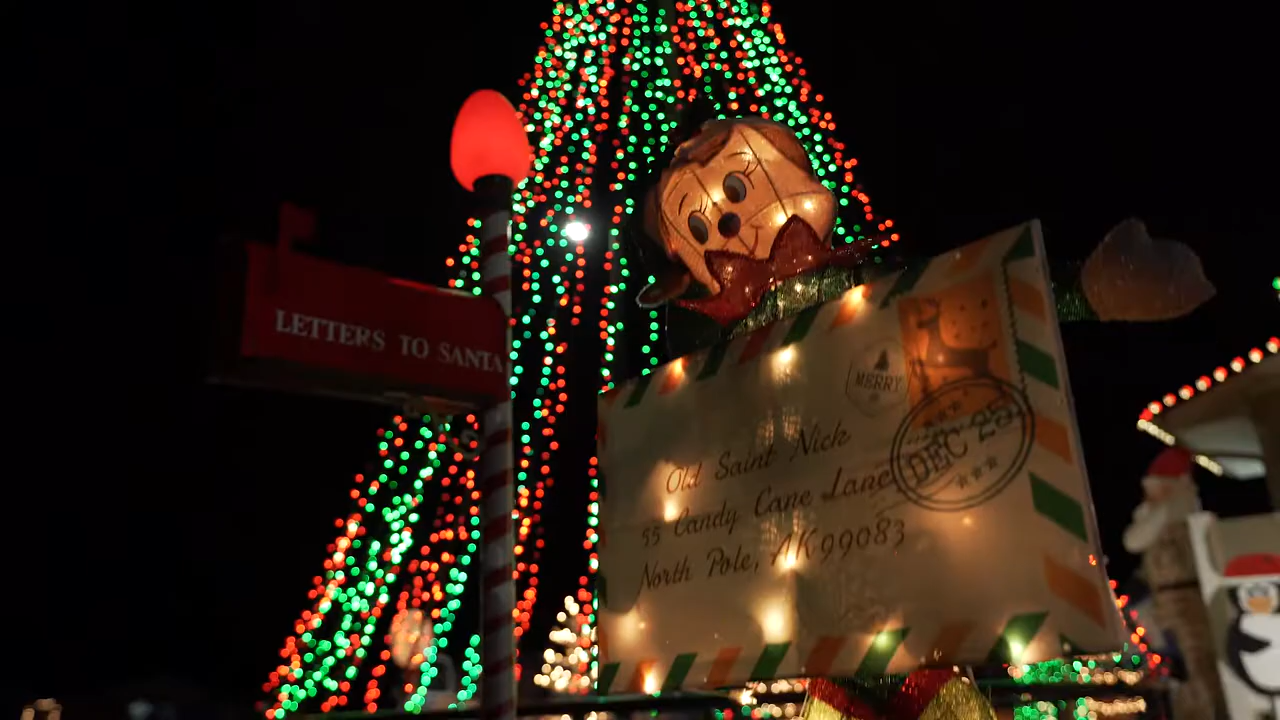 LETTERS TO SANTA
MERRY
DEC 25
Old Saint Nick
55 Candy Cane Lane
North Pole, AK 99083